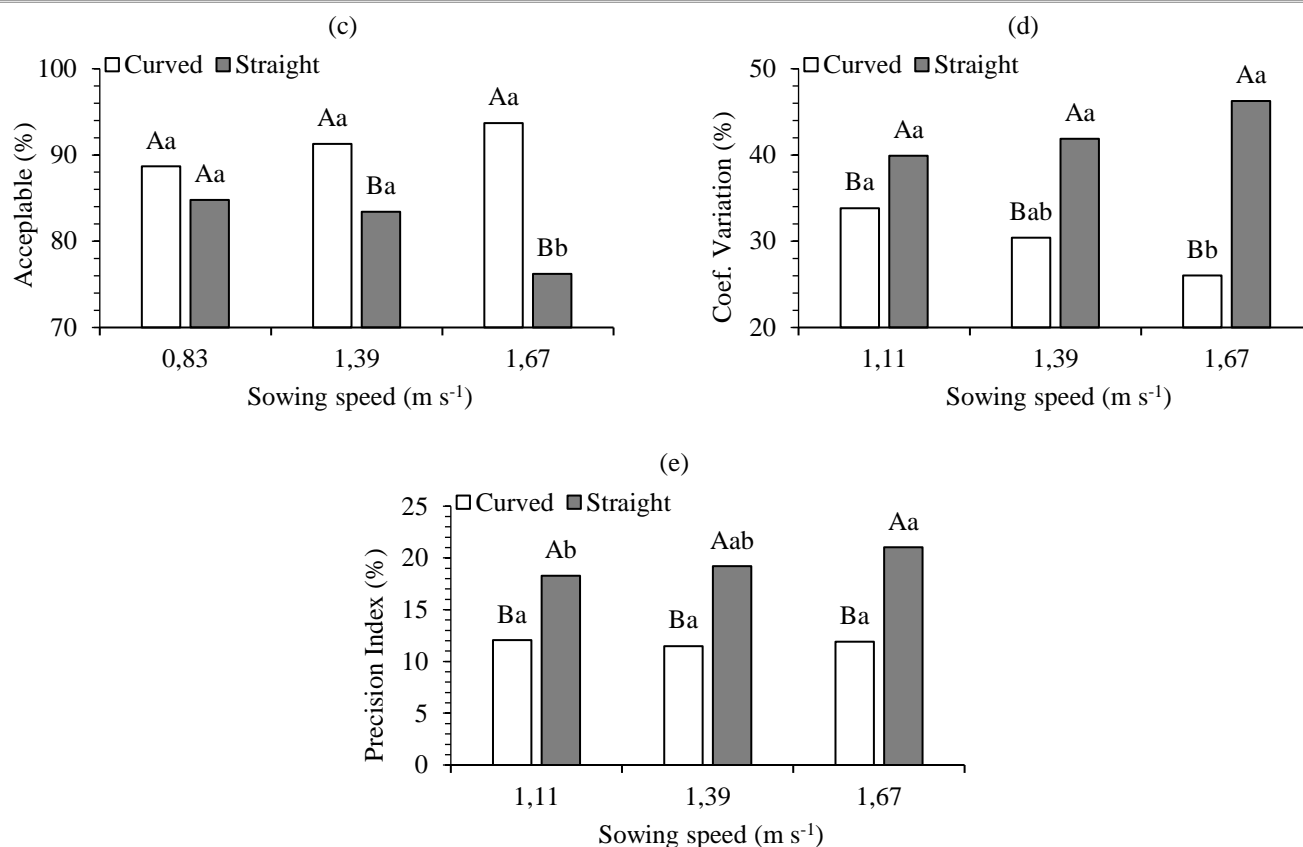 (c)
Curved Straight
Acceplable (%)
100
90
80
70
Aa
Aa
Aa
Ba
Aa
Bb
0,83 1,39 1,67
Sowing speed (m s⁻¹)
(d)
Curved Straight
Coef. Variation (%)
50
40
30
20
Ba
Aa
Bab
Aa
Bb
Aa
1,11 1,39 1,67
Sowing speed (m s⁻¹)
(e)
Curved Straight
Precision Index (%)
25
20
15
10
5
0
Ba
Ab
Ba
Aab
Ba
Aa
1,11 1,39 1,67
Sowing speed (m s⁻¹)